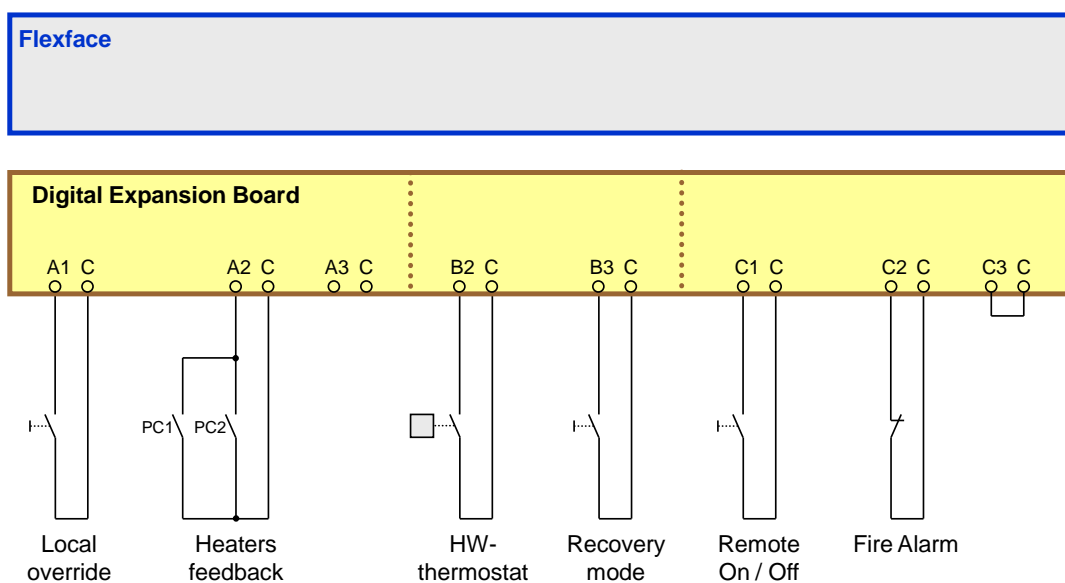 Flexface
Digital Expansion Board
A1 C A2 C A3 C B2 C B3 C C1 C C2 C C3 C
PC1 PC2
Local Heaters HW- Recovery Remote Fire Alarm
override feedback thermostat mode On / Off